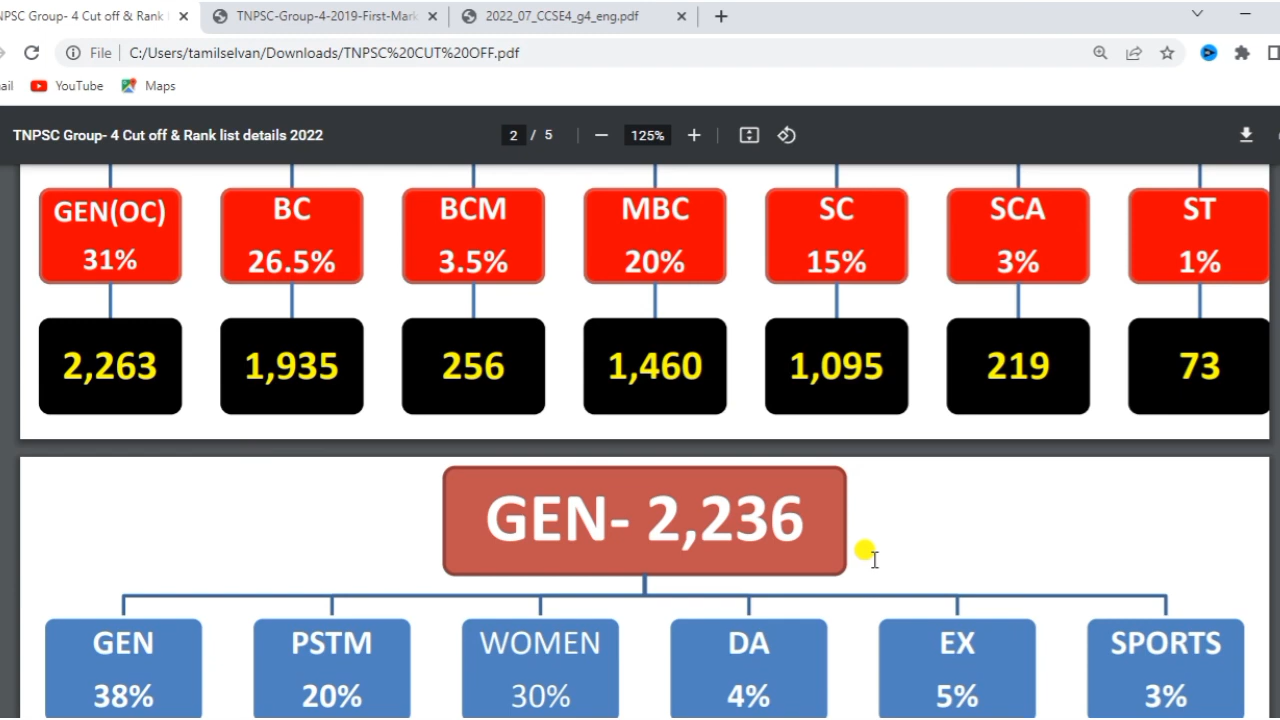 NPSC Group- 4 Cut off & Rank
TNPSC-Group-4-2019-First-Mark
2022_07_CCSE4_g4_eng.pdf
File C:/Users/tamilselvan/Downloads/TNPSC%20CUT%20OFF.pdf
ail YouTube Maps
TNPSC Group- 4 Cut off & Rank list details 2022 2 / 5 125%
GEN(OC) BC BCM MBC SC SCA ST
31% 26.5% 3.5% 20% 15% 3% 1%
2,263 1,935 256 1,460 1,095 219 73
GEN- 2,236
GEN PSTM WOMEN DA EX SPORTS
38% 20% 30% 4% 5% 3%